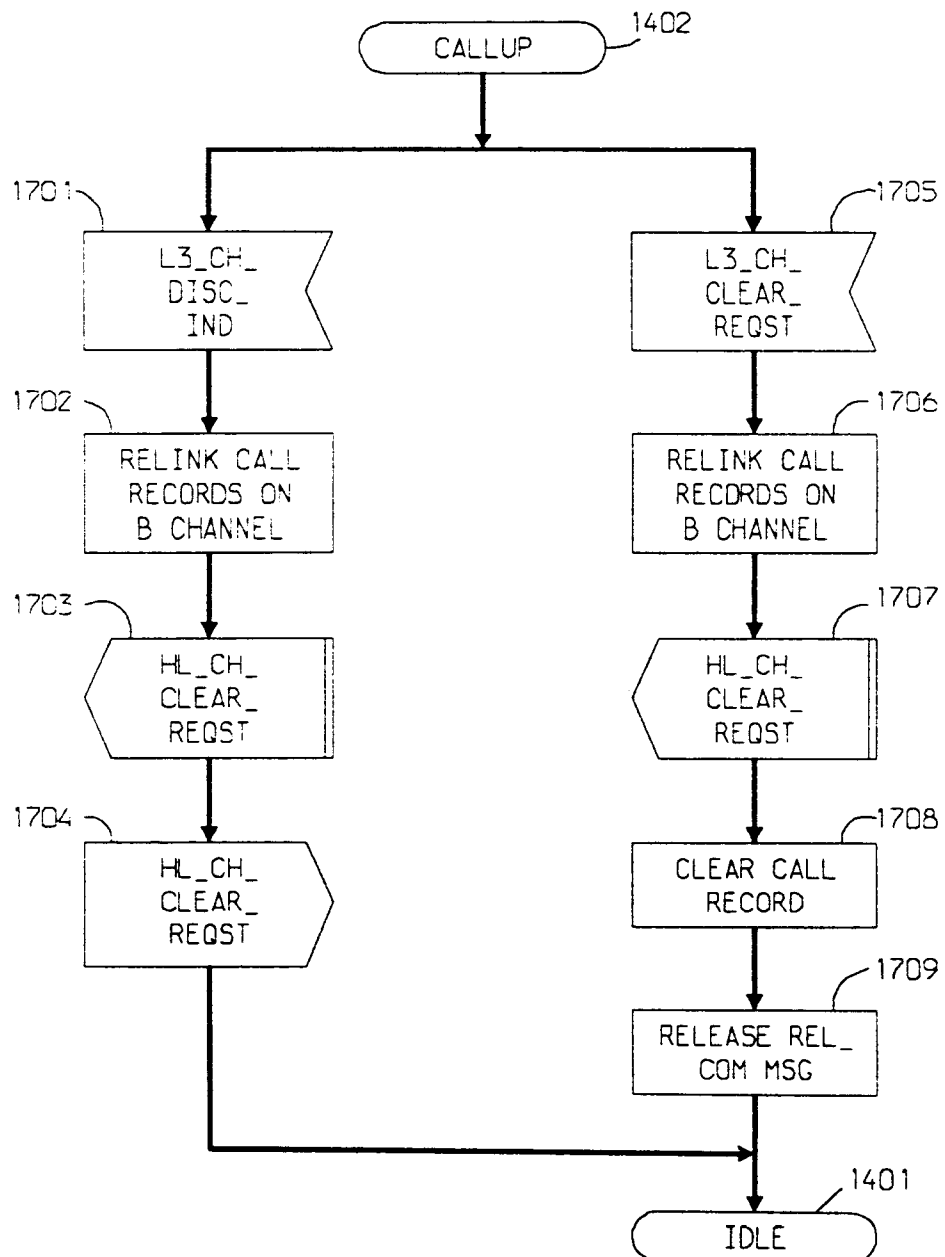 1402
CALLUP
1701
L3_CH_
DISC_
IND
1702
RELINK CALL
RECORDS ON
B CHANNEL
1703
HL_CH_
CLEAR_
REQST
1704
HL_CH_
CLEAR_
REQST
1705
L3_CH_
CLEAR_
REQST
1706
RELINK CALL
RECORDS ON
B CHANNEL
1707
HL_CH_
CLEAR_
REQST
1708
CLEAR CALL
RECORD
1709
RELEASE REL_
COM MSG
1401
IDLE